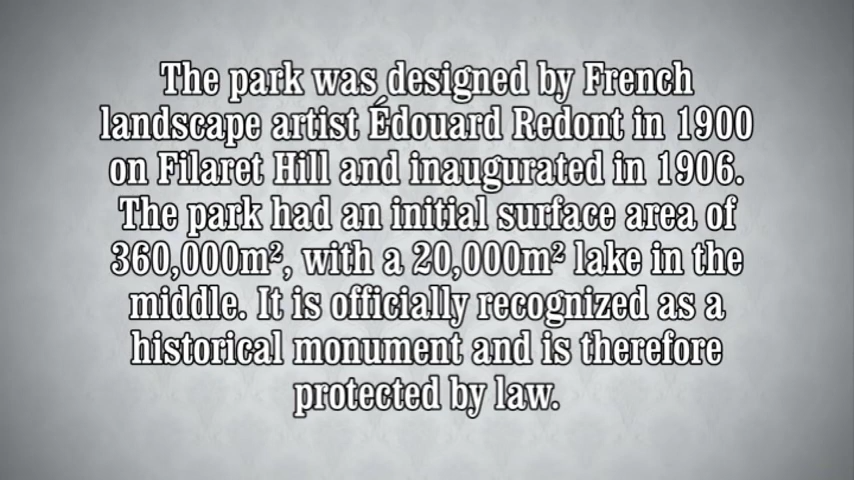 The park was designed by French
landscape artist Édouard Redont in 1900
on Filaret Hill and inaugurated in 1906.
The park had an initial surface area of
360,000m², with a 20,000m² lake in the
middle. It is officially recognized as a
historical monument and is therefore
protected by law.